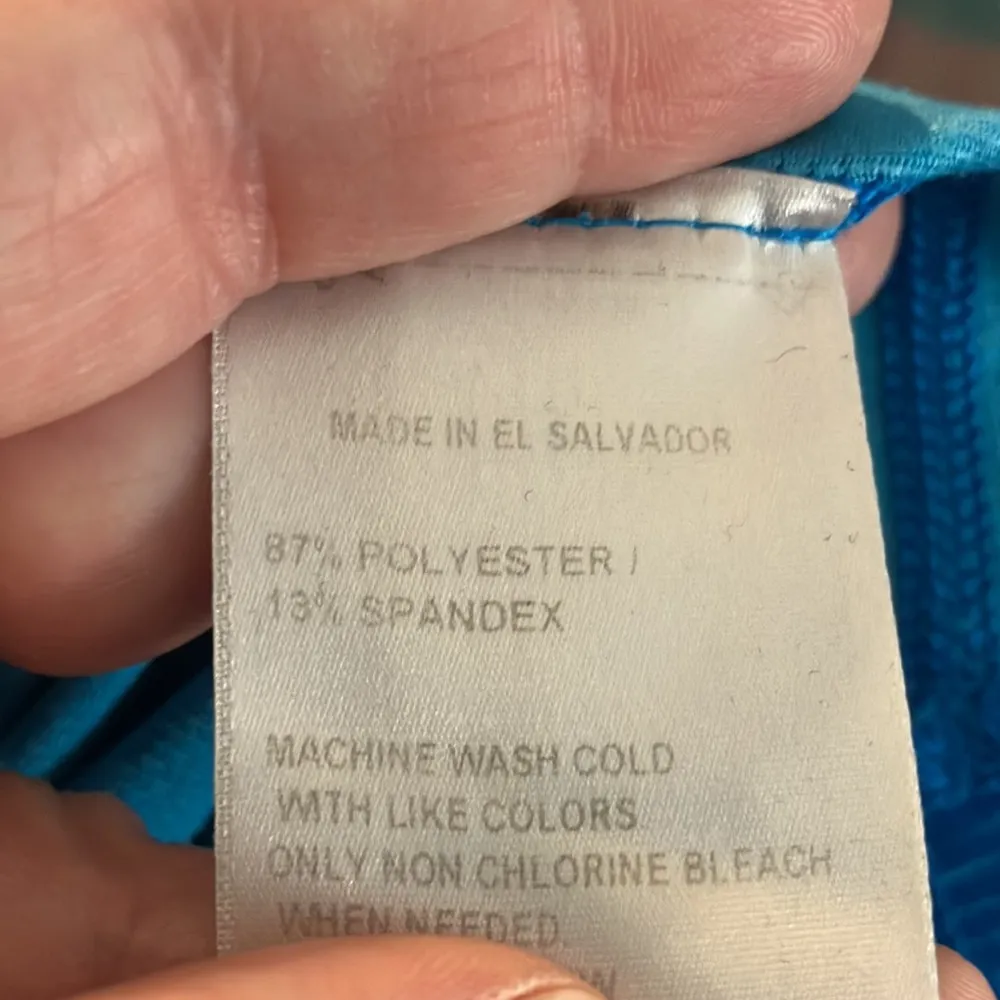 MADE IN EL SALVADOR
87% POLYESTER /
13% SPANDEX
MACHINE WASH COLD
WITH LIKE COLORS
ONLY NON CHLORINE BLEACH
WHEN NEEDED